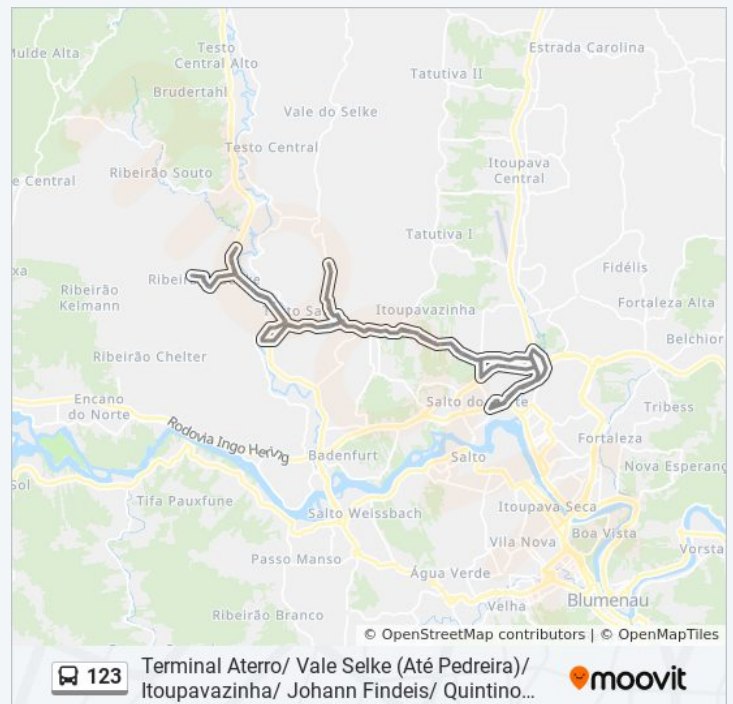 Mulde Alta
Testo
Central Alto
Estrada Carolina
Tatutiva II
Brudertahl
Vale do Selke
Testo Central
Itoupava
Central
Ribeirão Souto
e Central
Tatutiva I
Fidélis
xa
Ribeirão
Kelmann
Itoupavazinha
Fortaleza Alta
Belchior
Ribeirão Chelter
Encano
do Norte
Tribess
Rodovia Ingo Hering
Fortaleza
Badenfurt
Salto
Nova Esperanç
Sol
Tifa Pauxfune
Itoupava Seca
Salto Weissbach
Boa Vista
Vila Nova
Vorsta
Passo Manso
Água Verde
Velha
Blumenau
Ribeirão Branco
© OpenStreetMap contributors | © OpenMapTiles
123
Terminal Aterro/ Vale Selke (Até Pedreira)/
Itoupavazinha/ Johann Findeis/ Quintino...
moovit